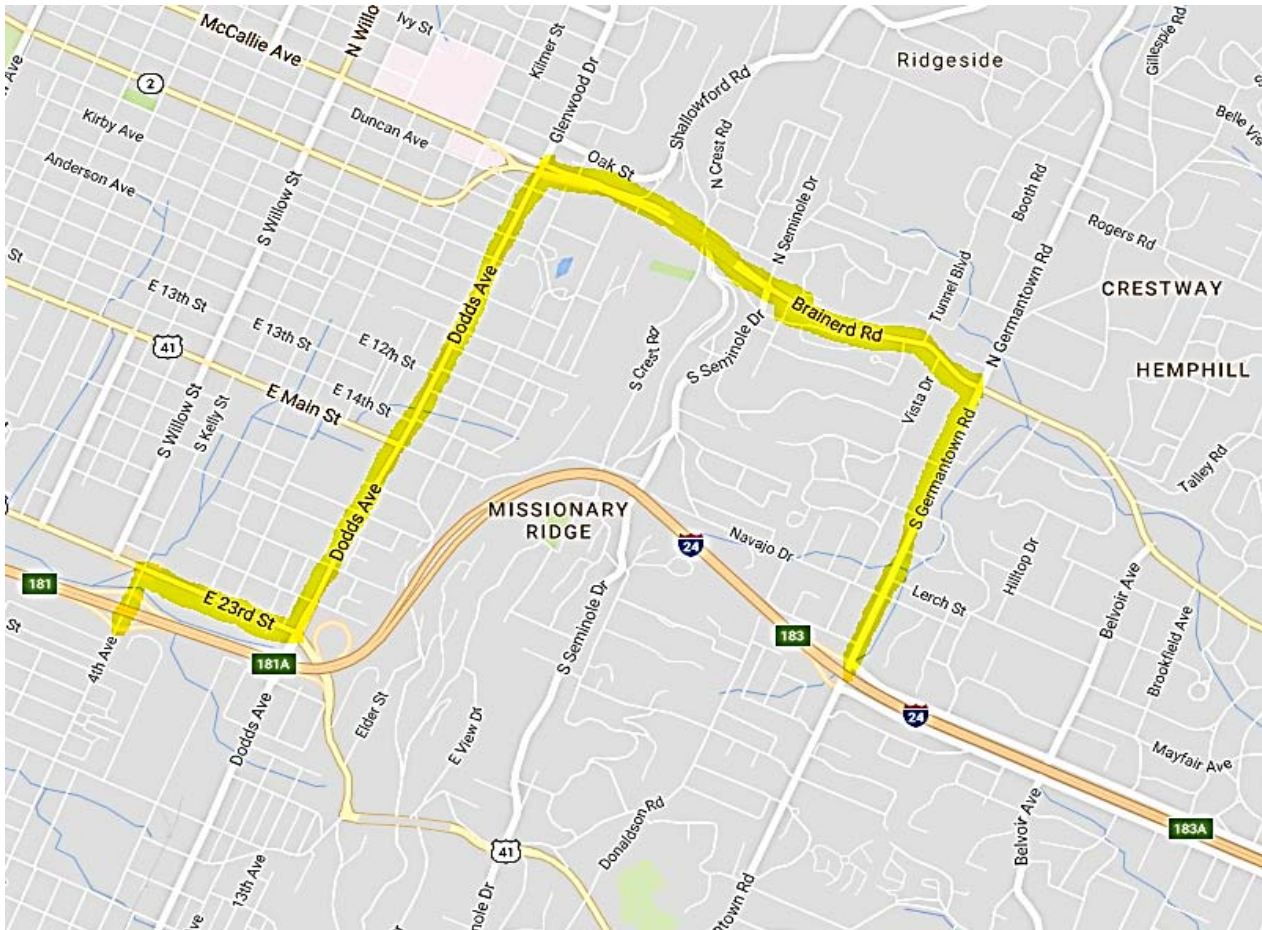 McCallie Ave
N Willo
Ivy St
Kilmer St
Glenwood Dr
Ridgeside
Gillespie Rd
2
Kirby Ave
Duncan Ave
Oak St
Shallowford Rd
N Crest Rd
Belle Vis
Anderson Ave
S Willow St
N Seminole Dr
Booth Rd
Rogers Rd
St
E 13th St
Dodds Ave
Tunnel Blvd
CRESTWAY
E 13th St
E 12th St
Brainerd Rd
N Germantown Rd
41
S Crest Rd
S Seminole Dr
HEMPHILL
E Main St
E 14th St
Vista Dr
S Willow St
S Kelly St
S Germantown Rd
Talley Rd
Dodds Ave
MISSIONARY
RIDGE
24
Navajo Dr
Hilltop Dr
181
E 23rd St
Lerch St
Belvoir Ave
St
4th Ave
181A
183
S Seminole Dr
Brookfield Ave
Dodds Ave
Elder St
E View Dr
24
Mayfair Ave
Donaldson Rd
41
Belvoir Ave
183A
13th Ave
Ave
nole Dr
ntown Rd